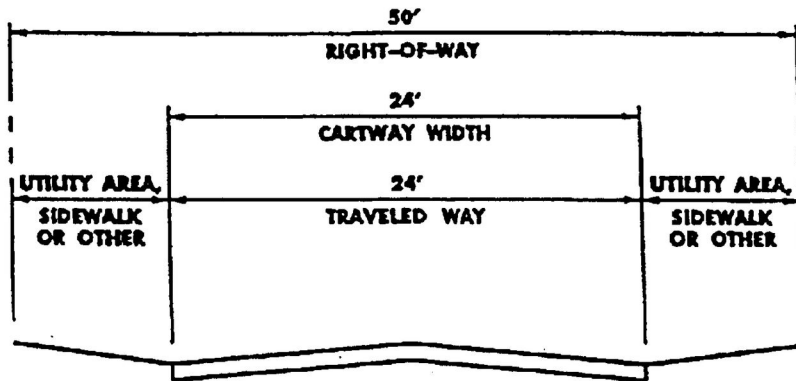 50'
RIGHT-OF-WAY
24'
CARTWAY WIDTH
UTILITY AREA,
SIDEWALK
OR OTHER
24'
TRAVELED WAY
UTILITY AREA,
SIDEWALK
OR OTHER